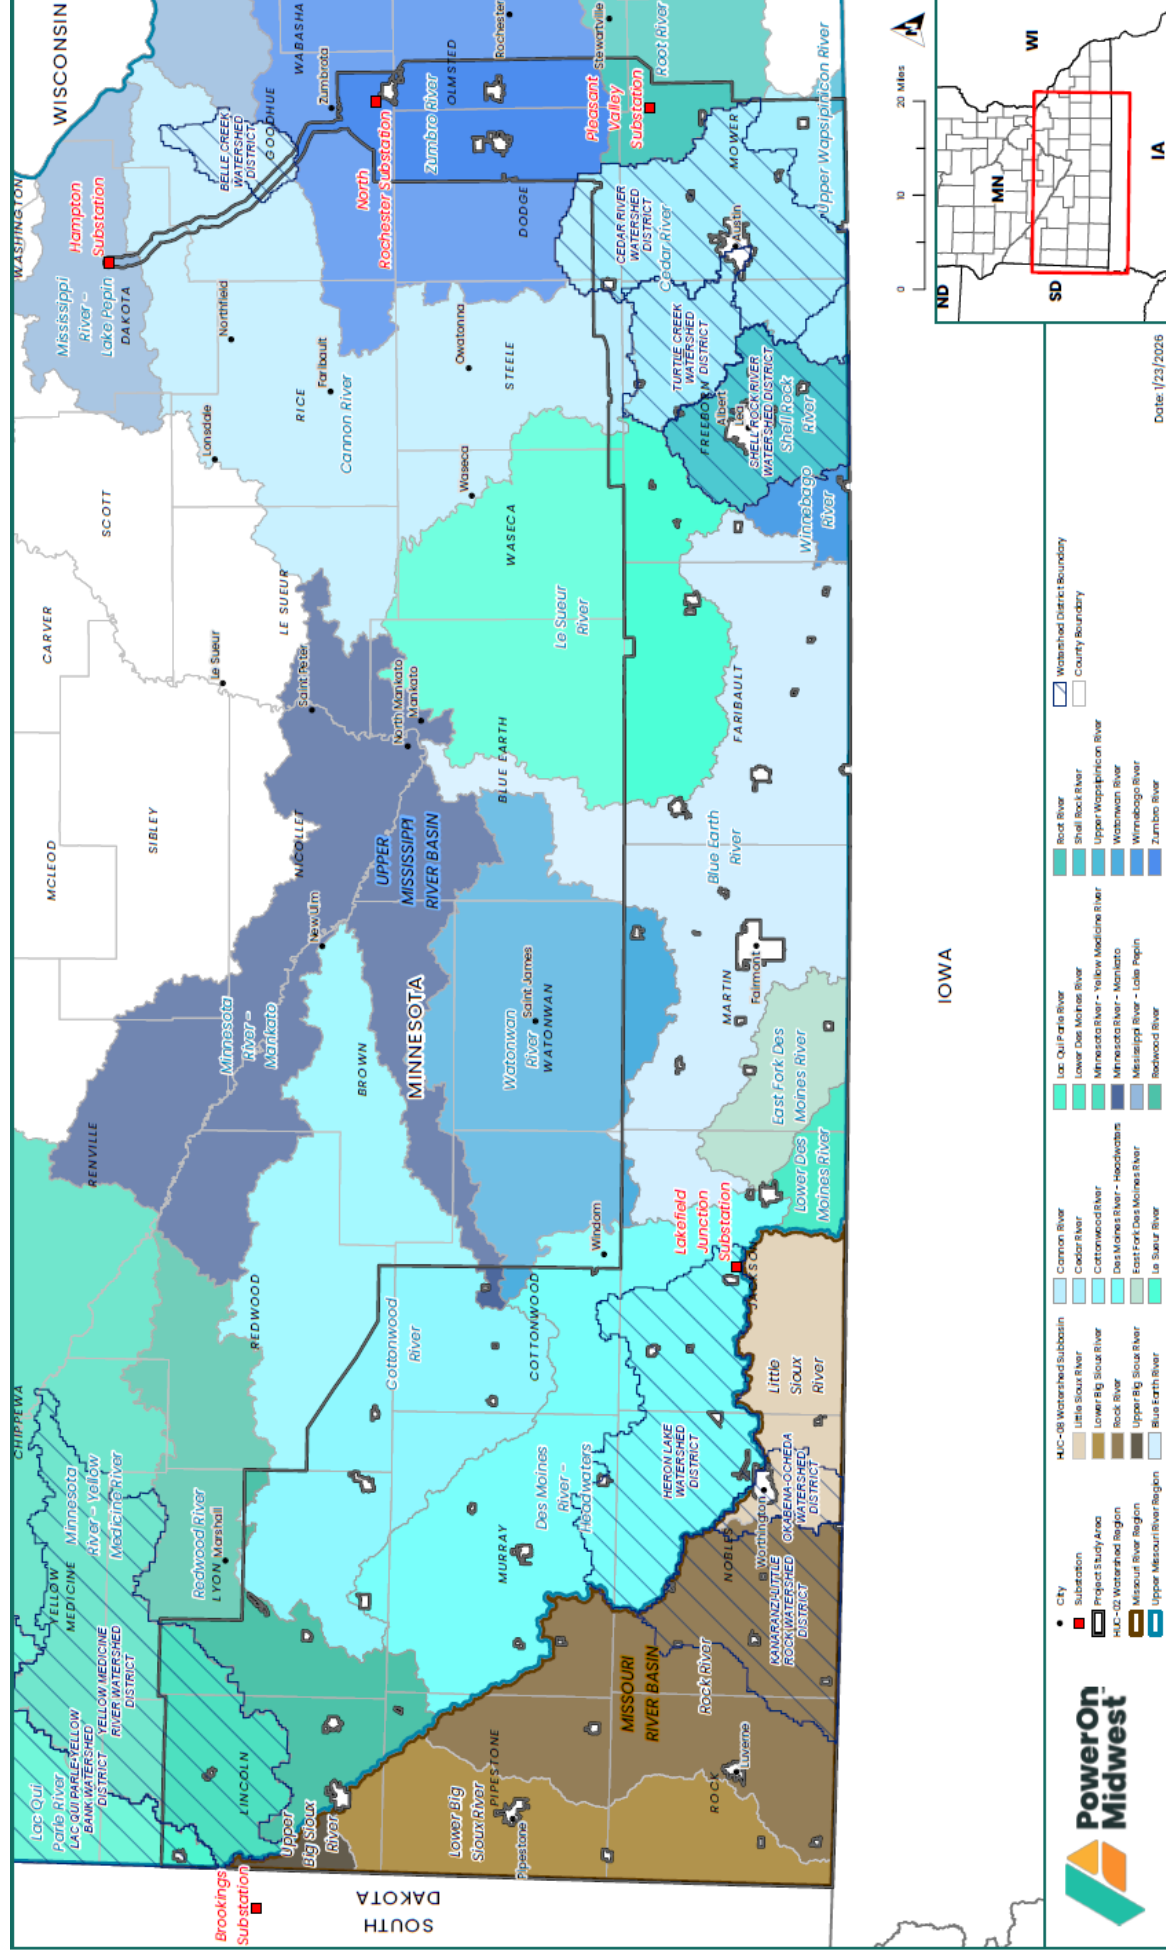 WISCONSIN
WASHINGTON
Hampton
Substation
Mississippi
River -
Lake Pepin
DAKOTA
BELLE CREEK
WATERSHED
DISTRICT
GOODHUE
WABASHA
Zumbrota
North
Rochester Substation
Zumbro River
OLMSTED
Rochester
Stewartville
Root River
Pleasant
Valley
Substation
DODGE
MOWER
Upper Wapsipinicon River
CEDAR RIVER
WATERSHED
DISTRICT
Cedar River
Austin
TURTLE CREEK
WATERSHED
DISTRICT
FREEBORN
Albert
Lea
SHELL ROCK RIVER
WATERSHED DISTRICT
Shell Rock
River
Winnebago
River
Northfield
Faribault
RICE
Cannon River
Lonsdale
Owatonna
STEELE
Waseca
WASECA
SCOTT
CARVER
LE SUEUR
Le Sueur
Saint Peter
North Mankato
Mankato
Le Sueur
River
BLUE EARTH
FARIBAULT
Blue Earth
River
MCLEOD
SIBLEY
NICOLLET
UPPER
MISSISSIPPI
RIVER BASIN
New Ulm
Minnesota
River -
Mankato
BROWN
MINNESOTA
Watonwan
River
Saint James
WATONWAN
MARTIN
Fairmont
East Fork Des
Moines River
Lower Des
Moines River
RENVILLE
REDWOOD
Cottonwood
River
COTTONWOOD
Windom
Lakefield
Junction
Substation
JACKSON
Little
Sioux
River
HERON LAKE
WATERSHED
DISTRICT
OKABENA-OCHEDA
WATERSHED
DISTRICT
Worthington
NOBLES
KANARANZI-LITTLE
ROCK WATERSHED
DISTRICT
Des Moines
River -
Headwaters
MURRAY
CHIPPEWA
Minnesota
River - Yellow
Medicine River
YELLOW
MEDICINE
Redwood River
LYON
Marshall
YELLOW MEDICINE
RIVER WATERSHED
DISTRICT
Lac Qui
Parle River
LAC QUI PARLE-YELLOW
BANK WATERSHED
DISTRICT
LINCOLN
Upper
Big Sioux
River
Brookings
Substation
SOUTH
DAKOTA
Lower Big
Sioux River
PIPESTONE
Pipestone
MISSOURI
RIVER BASIN
Rock River
ROCK
Luverne
IOWA
N
0 10 20 Miles
ND
SD
MN
WI
IA
PowerOn
Midwest
City
Substation
Project Study Area
HUC-02 Watershed Region
Missouri River Region
Upper Missouri River Region
HUC-08 Watershed Subbasin
Little Sioux River
Lower Big Sioux River
Rock River
Upper Big Sioux River
Blue Earth River
Cannon River
Cedar River
Cottonwood River
Des Moines River - Headwaters
East Fork Des Moines River
Le Sueur River
Lac Qui Parle River
Lower Des Moines River
Minnesota River - Yellow Medicine River
Minnesota River - Mankato
Mississippi River - Lake Pepin
Redwood River
Root River
Shell Rock River
Upper Wapsipinicon River
Watonwan River
Winnebago River
Zumbro River
Watershed District Boundary
County Boundary
Date: 1/23/2026